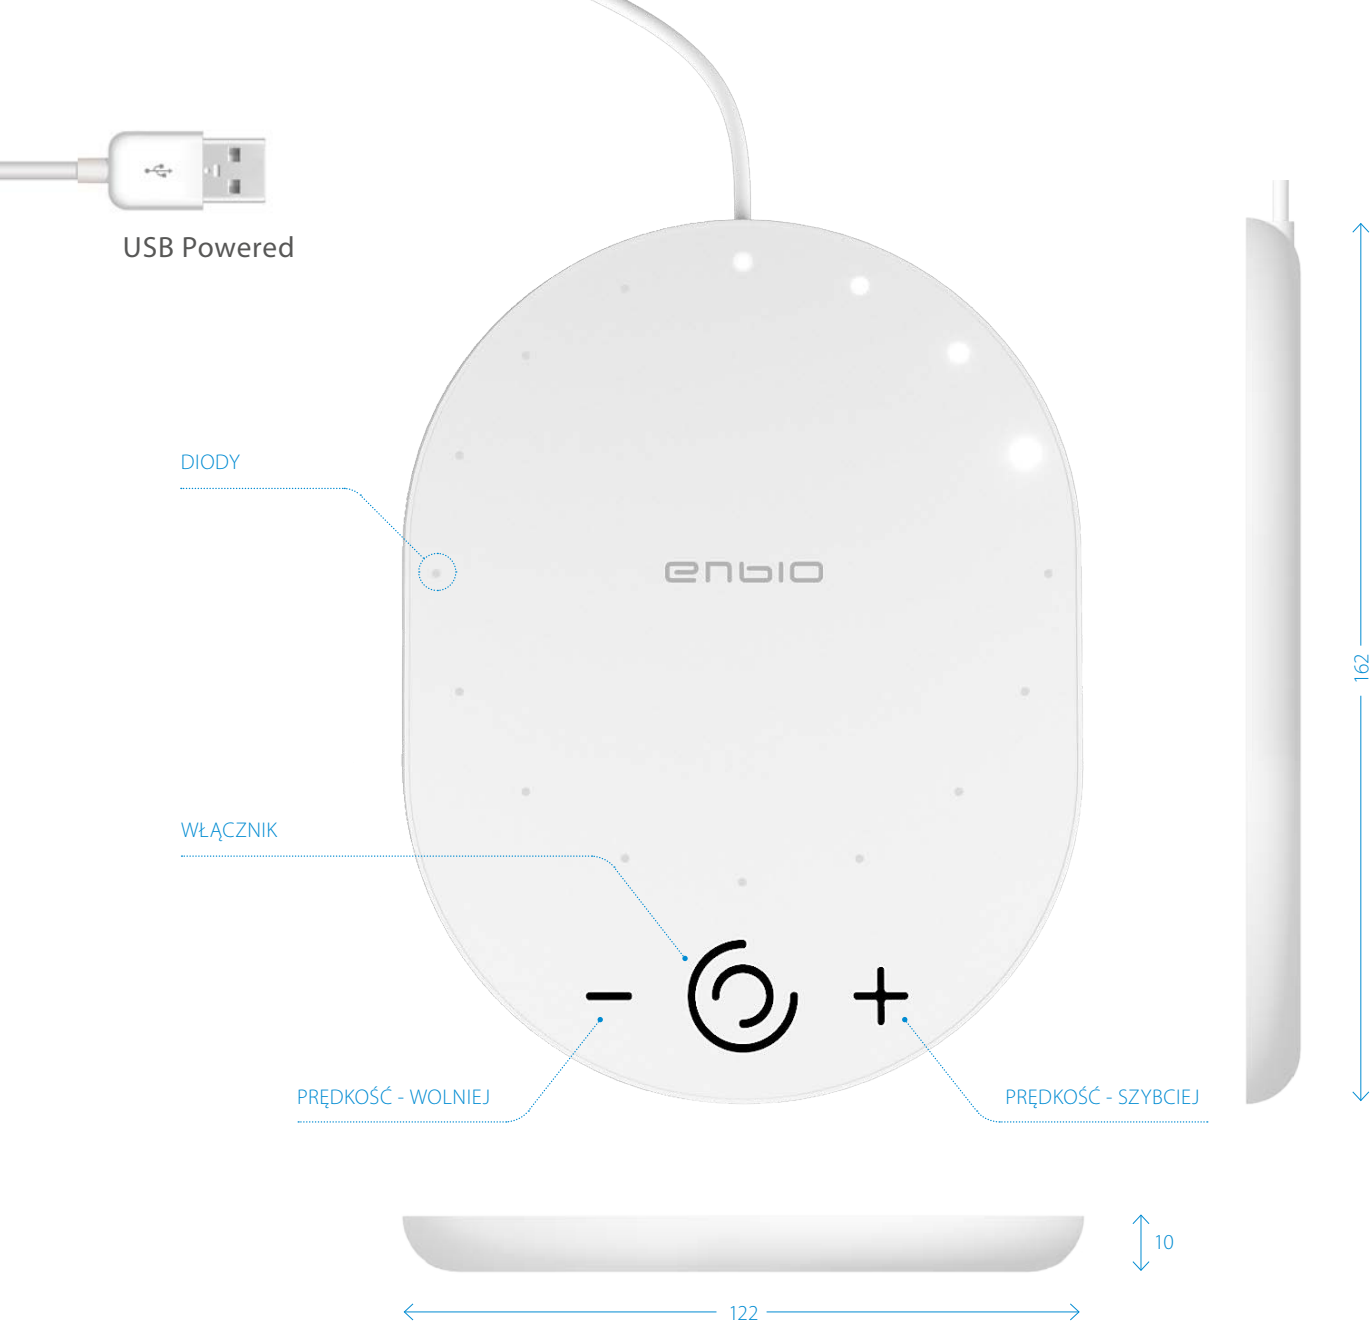 USB Powered
DIODY
enbio
162
WŁĄCZNIK
PRĘDKOŚĆ - WOLNIEJ
PRĘDKOŚĆ - SZYBCIEJ
10
122